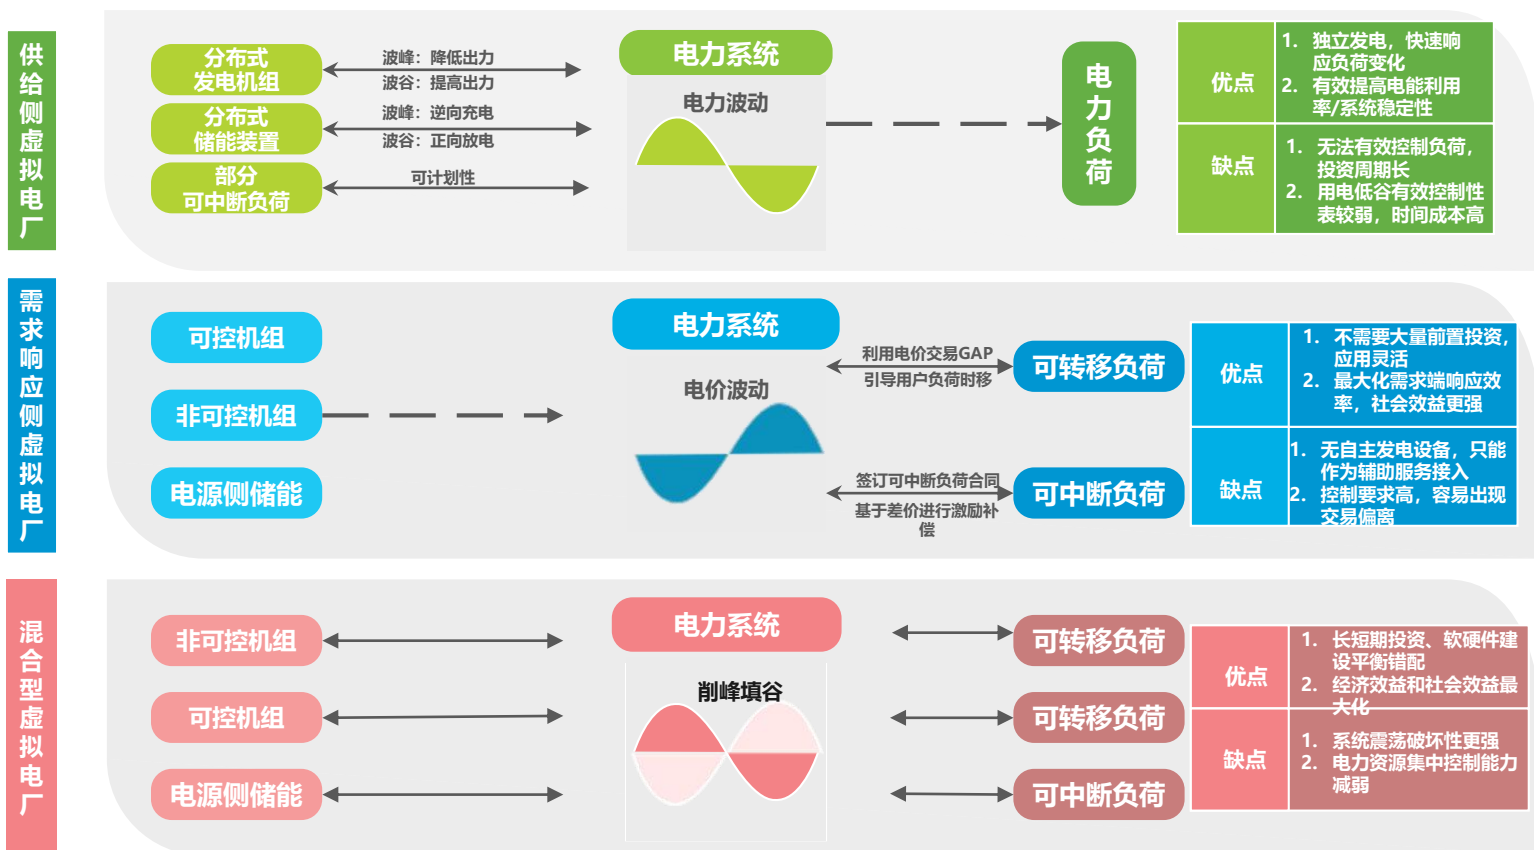 供给侧虚拟电厂
分布式
发电机组
波峰：降低出力
波谷：提高出力
分布式
储能装置
波峰：逆向充电
波谷：正向放电
部分
可中断负荷
可计划性
电力系统
电力波动
电力负荷
优点
1. 独立发电，快速响
应负荷变化
2. 有效提高电能利用
率/系统稳定性
缺点
1. 无法有效控制负荷，
投资周期长
2. 用电低谷有效控制性
表较弱，时间成本高
需求响应侧虚拟电厂
可控机组
非可控机组
电源侧储能
电力系统
电价波动
利用电价交易GAP
引导用户负荷时移
可转移负荷
签订可中断负荷合同
基于差价进行激励补
偿
可中断负荷
优点
1. 不需要大量前置投资，
应用灵活
2. 最大化需求端响应效
率，社会效益更强
缺点
1. 无自主发电设备，只能
作为辅助服务接入
2. 控制要求高，容易出现
交易偏离
混合型虚拟电厂
非可控机组
可控机组
电源侧储能
电力系统
削峰填谷
可转移负荷
可转移负荷
可中断负荷
优点
1. 长短期投资、软硬件建
设平衡错配
2. 经济效益和社会效益最
大化
缺点
1. 系统震荡破坏性更强
2. 电力资源集中控制能力
减弱